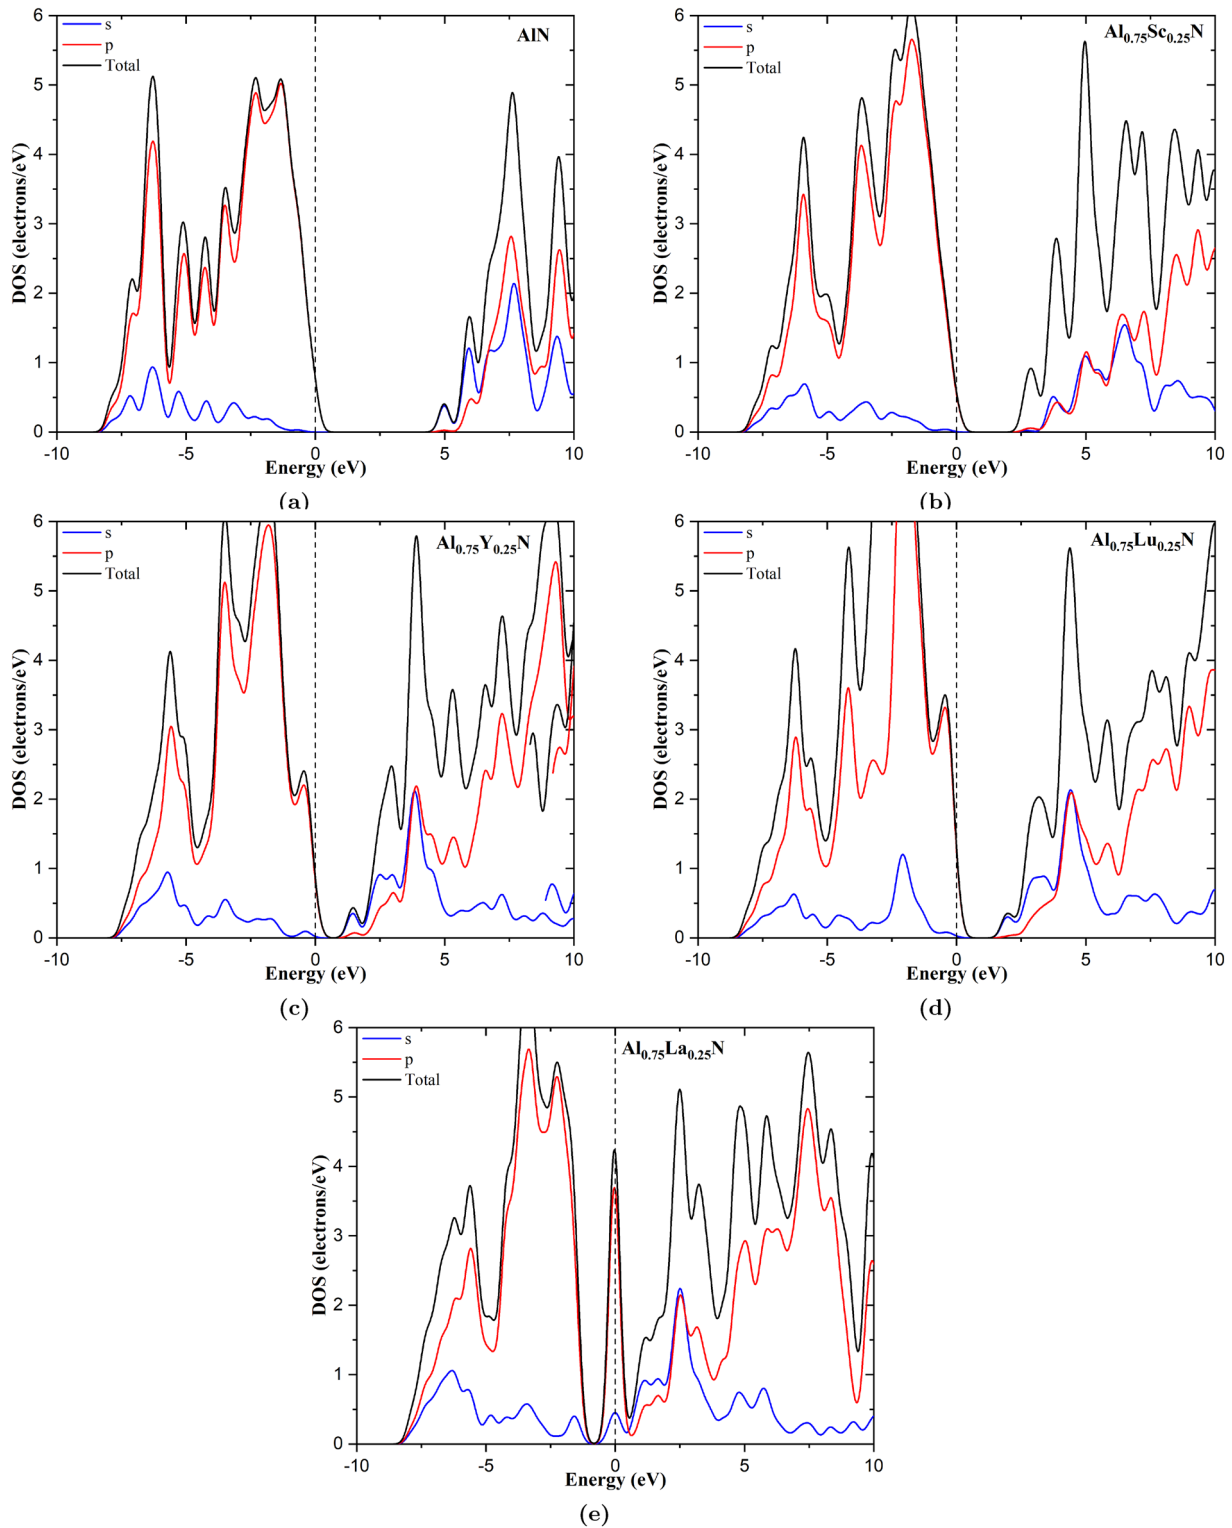 AlN
s
p
Total
DOS (electrons/eV)
6
5
4
3
2
1
0
-10
-5
0
5
10
Energy (eV)
(a)
Al0.75Sc0.25N
s
p
Total
DOS (electrons/eV)
6
5
4
3
2
1
0
-10
-5
0
5
10
Energy (eV)
(b)
Al0.75Y0.25N
s
p
Total
DOS (electrons/eV)
6
5
4
3
2
1
0
-10
-5
0
5
10
Energy (eV)
(c)
Al0.75Lu0.25N
s
p
Total
DOS (electrons/eV)
6
5
4
3
2
1
0
-10
-5
0
5
10
Energy (eV)
(d)
Al0.75La0.25N
s
p
Total
DOS (electrons/eV)
6
5
4
3
2
1
0
-10
-5
0
5
10
Energy (eV)
(e)